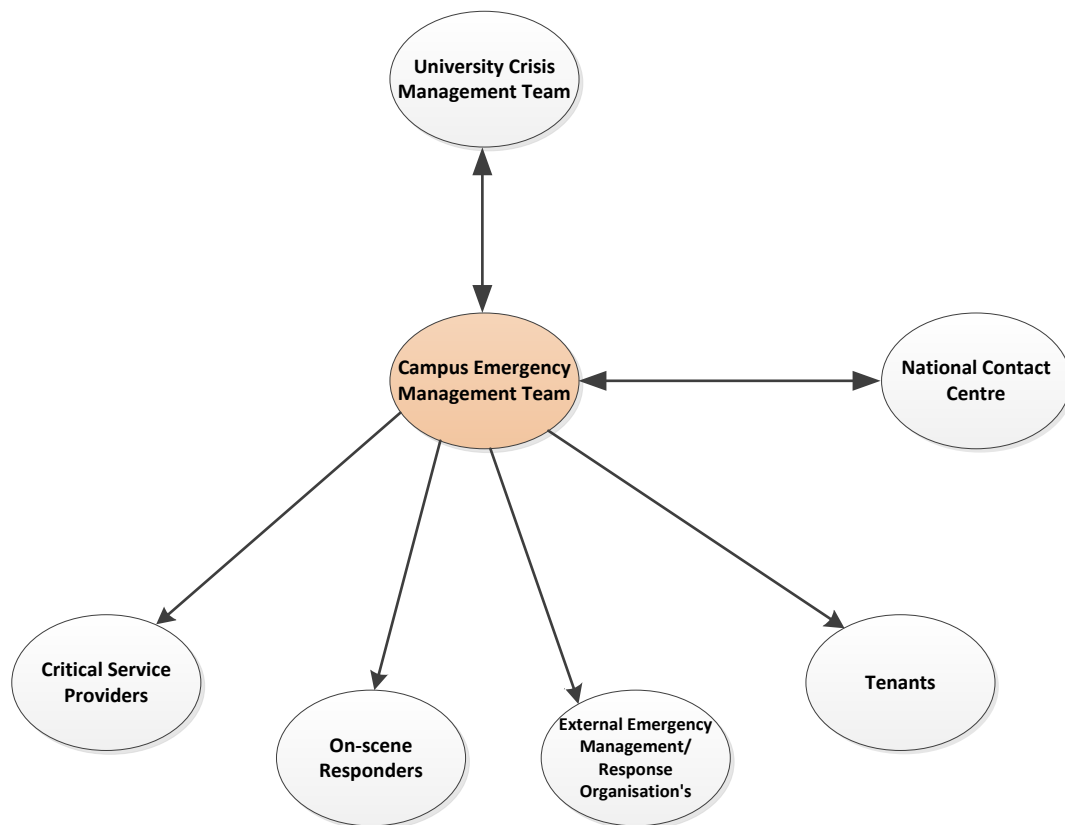 University Crisis
Management Team
Campus Emergency
Management Team
National Contact
Centre
Critical Service
Providers
On-scene
Responders
External Emergency
Management/
Response
Organisation's
Tenants